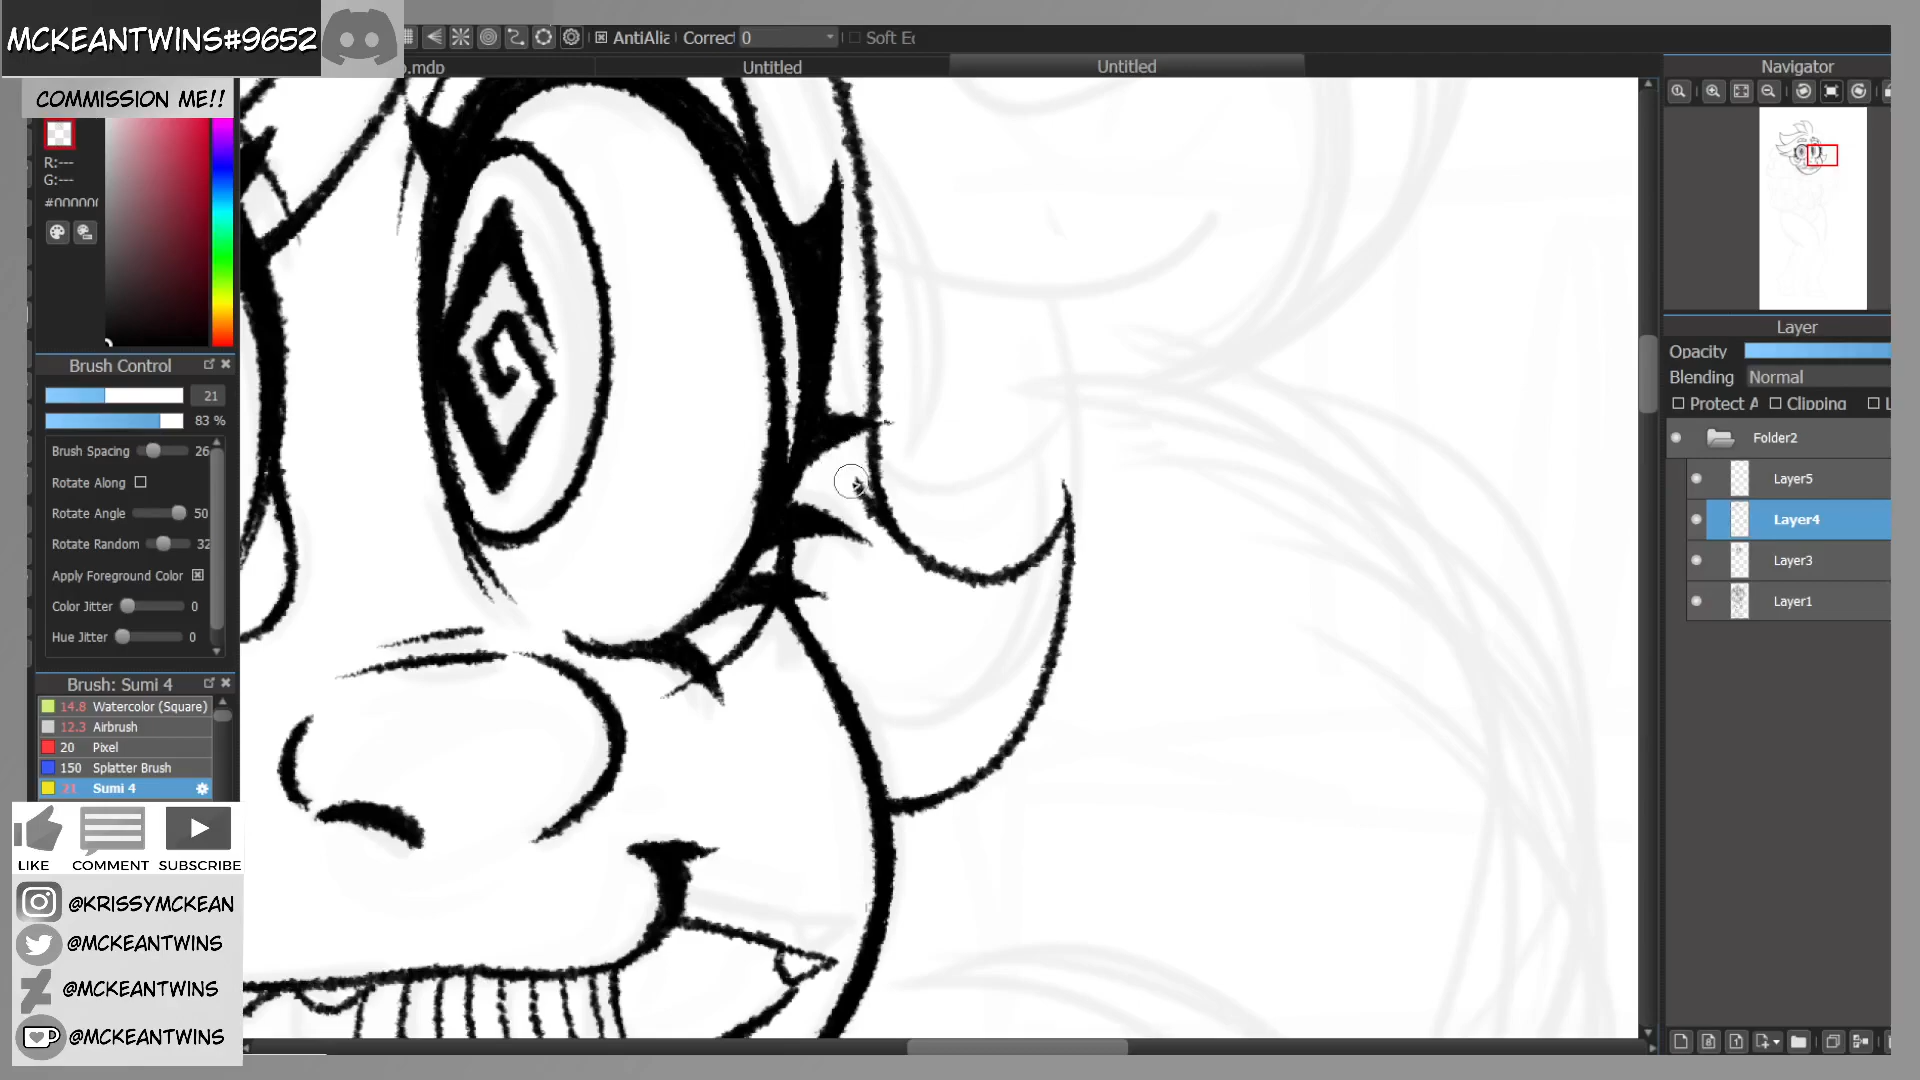 MCKEANTWINS#9652
COMMISSION ME!!
AntiAlia
Correct 0
Soft Ed
.mdp
Untitled
Untitled
Navigator
R:---
G:---
#000000
Brush Control
21
83 %
Brush Spacing 26
Rotate Along
Rotate Angle 50
Rotate Random 32
Apply Foreground Color
Color Jitter 0
Hue Jitter 0
Brush: Sumi 4
14.8 Watercolor (Square)
12.3 Airbrush
20 Pixel
150 Splatter Brush
21 Sumi 4
LIKE COMMENT SUBSCRIBE
@KRISSYMCKEAN
@MCKEANTWINS
@MCKEANTWINS
@MCKEANTWINS
Layer
Opacity
Blending Normal
Protect A Clipping L
Folder2
Layer5
Layer4
Layer3
Layer1